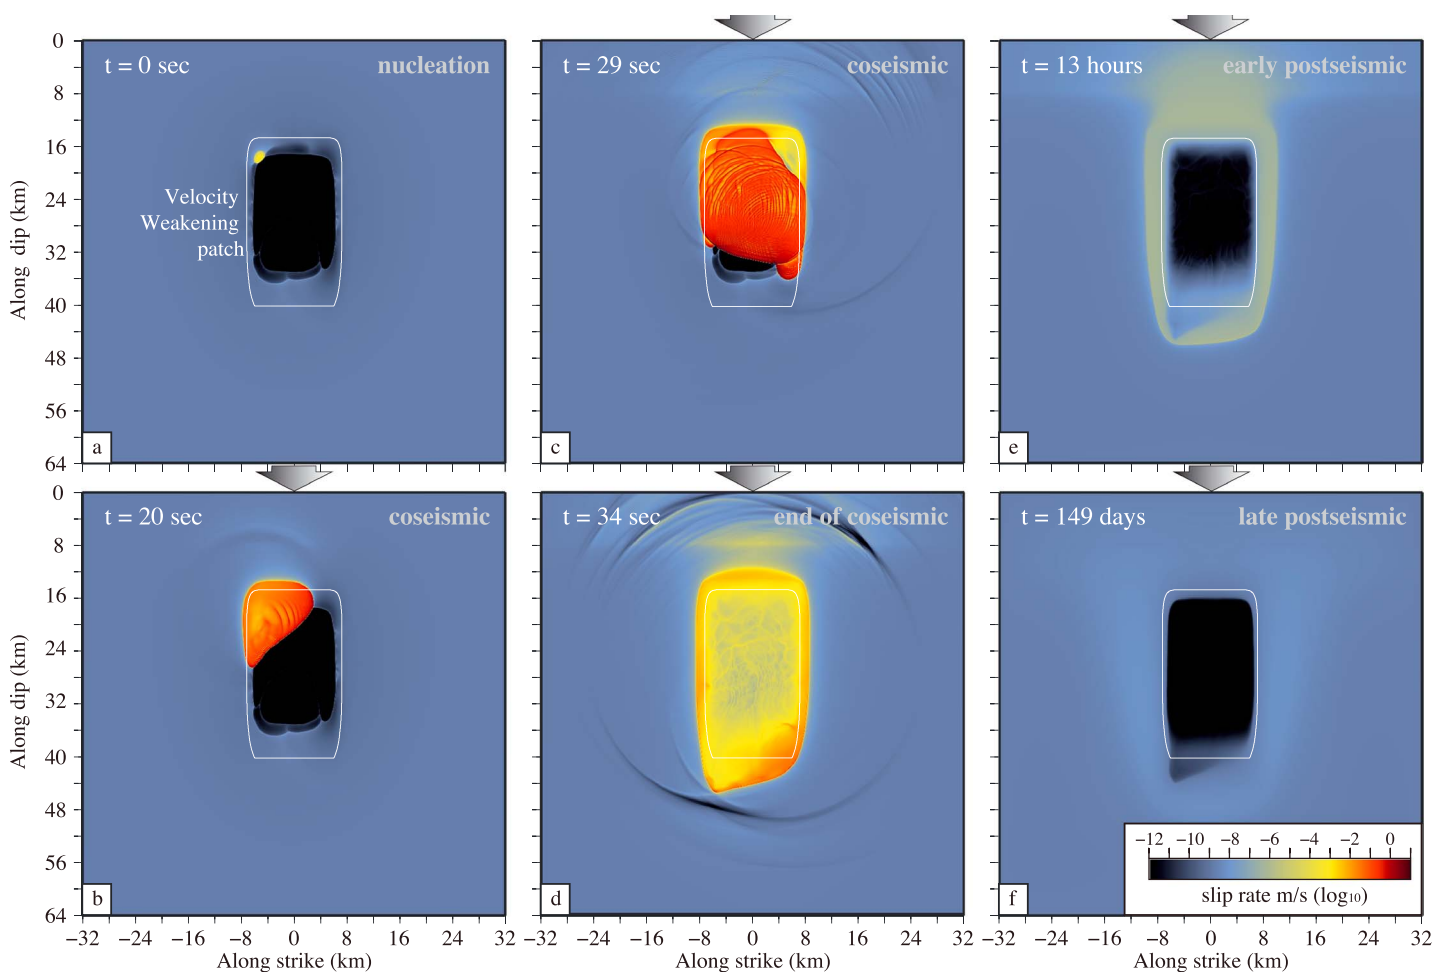 t = 0 sec
nucleation
Velocity
Weakening
patch
a
0
8
16
24
32
40
48
56
64
Along dip (km)
t = 29 sec
coseismic
c
t = 13 hours
early postseismic
e
t = 20 sec
coseismic
b
0
8
16
24
32
40
48
56
64
Along dip (km)
−32 −24 −16 −8 0 8 16 24 32
Along strike (km)
t = 34 sec
end of coseismic
d
−24 −16 −8 0 8 16 24
Along strike (km)
t = 149 days
late postseismic
f
−12 −10 −8 −6 −4 −2 0
slip rate m/s (log10)
−32 −24 −16 −8 0 8 16 24 32
Along strike (km)